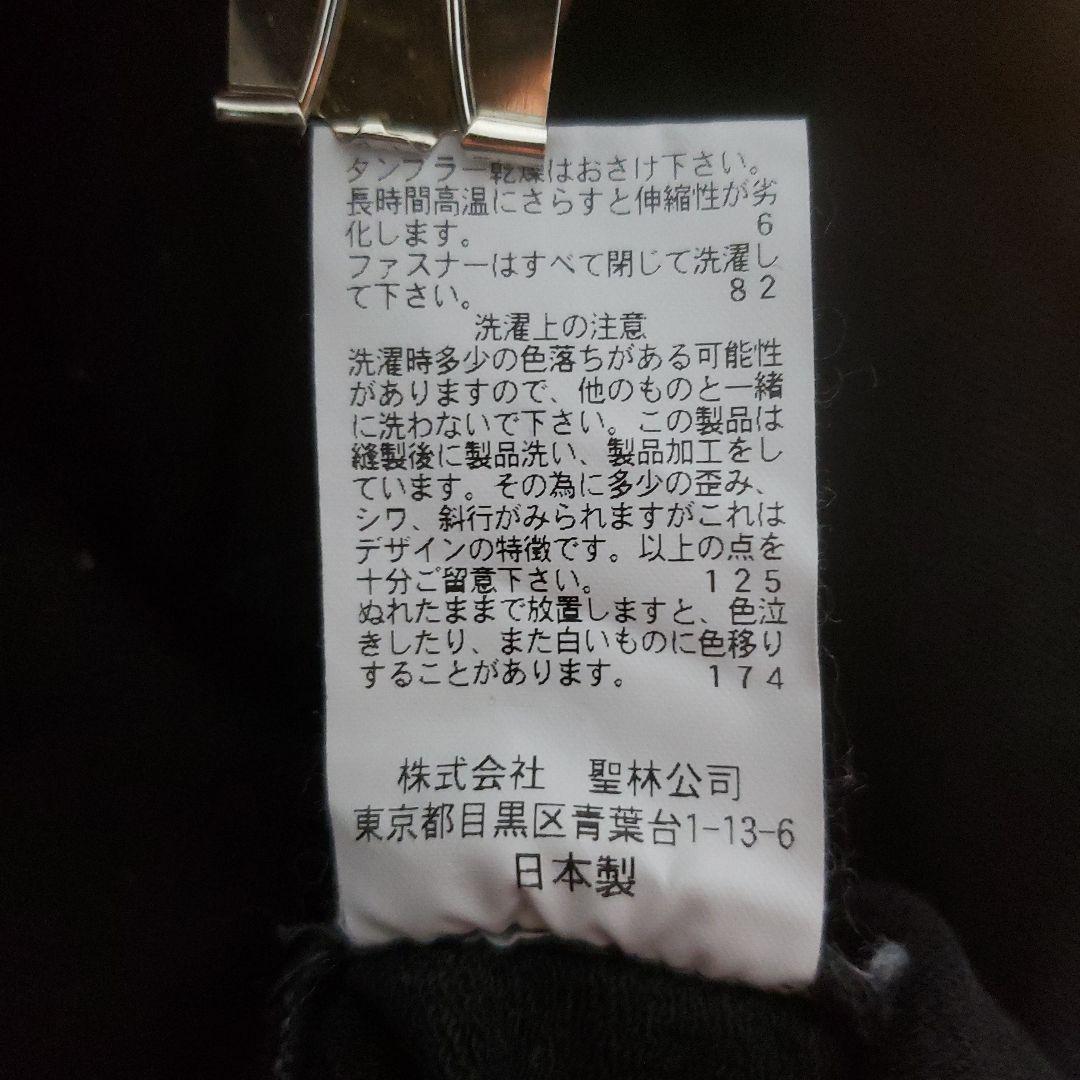 タンブラー乾燥はおさけ下さい。
長時間高温にさらすと伸縮性が劣
化します。 6
ファスナーはすべて閉じて洗濯し
て下さい。 82
洗濯上の注意
洗濯時多少の色落ちがある可能性
がありますので、他のものと一緒
に洗わないで下さい。この製品は
縫製後に製品洗い、製品加工をし
ています。その為に多少の歪み、
シワ、斜行がみられますがこれは
デザインの特徴です。以上の点を
十分ご留意下さい。 125
ぬれたままで放置しますと、色泣
きしたり、また白いものに色移り
することがあります。 174
株式会社 聖林公司
東京都目黒区青葉台1-13-6
日本製